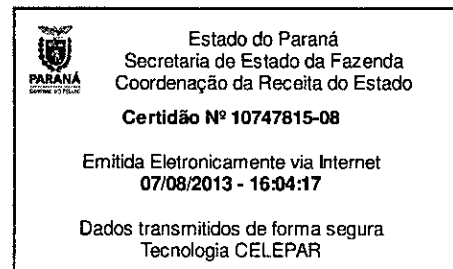 Estado do Paraná
Secretaria de Estado da Fazenda
PARANÁ
Coordenação da Receita do Estado
Certidão Nº 10747815-08
Emitida Eletronicamente via Internet
07/08/2013 - 16:04:17
Dados transmitidos de forma segura
Tecnologia CELEPAR